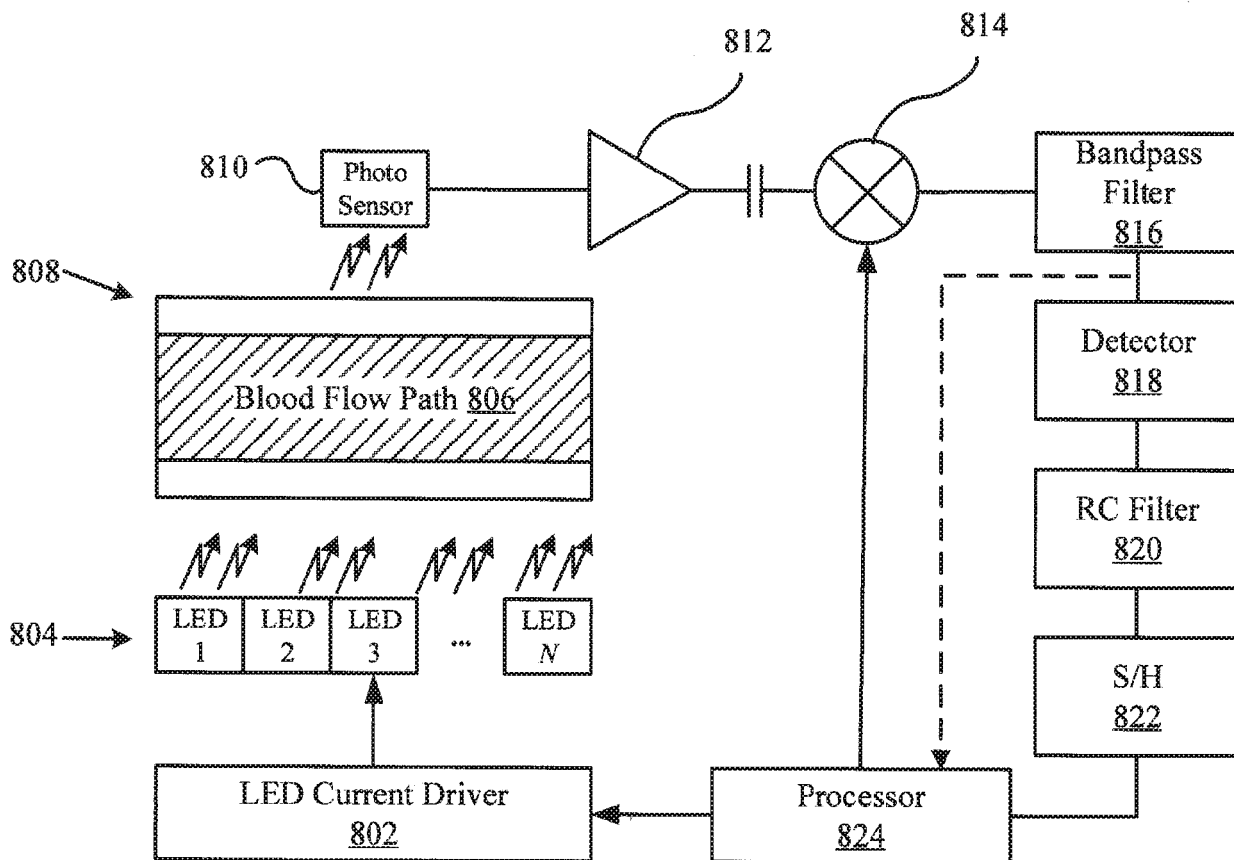 812
814
810
Photo
Sensor
Bandpass
Filter
816
808
Detector
818
Blood Flow Path 806
RC Filter
820
804
LED
1
LED
2
LED
3
...
LED
N
S/H
822
LED Current Driver
802
Processor
824